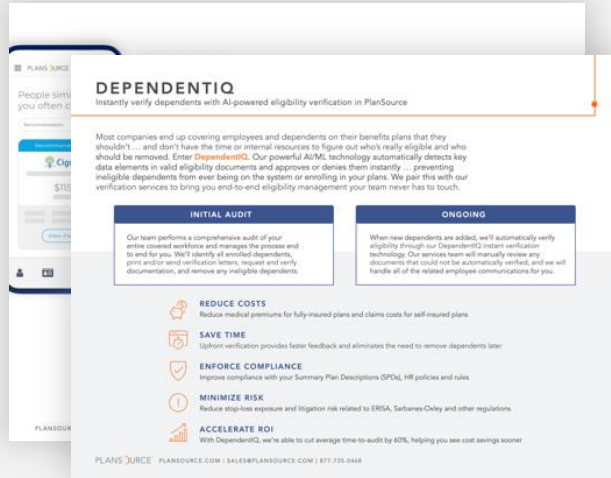 PLANSOURCE
People simi
you often c
Recommendation
Recommended
Cign
$115
View Pla
PLANSOUR
DEPENDENTIQ
Instantly verify dependents with AI-powered eligibility verification in PlanSource
Most companies end up covering employees and dependents on their benefits plans that they
shouldn't ... and don't have the time or internal resources to figure out who's really eligible and who
should be removed. Enter DependentIQ. Our powerful AI/ML technology automatically detects key
data elements in valid eligibility documents and approves or denies them instantly ... preventing
ineligible dependents from ever being on the system or enrolling in your plans. We pair this with our
verification services to bring you end-to-end eligibility management your team never has to touch.
INITIAL AUDIT
Our team performs a comprehensive audit of your
entire covered workforce and manages the process end
to end for you. We'll identify all enrolled dependents,
print and/or send verification letters, request and verify
documentation, and remove any ineligible dependents.
ONGOING
When new dependents are added, we'll automatically verify
eligibility through our DependentIQ instant verification
technology. Our services team will manually review any
documents that could not be automatically verified, and we will
handle all of the related employee communications for you.
REDUCE COSTS
Reduce medical premiums for fully-insured plans and claims costs for self-insured plans
SAVE TIME
Upfront verification provides faster feedback and eliminates the need to remove dependents later
ENFORCE COMPLIANCE
Improve compliance with your Summary Plan Descriptions (SPDs), HR policies and rules
MINIMIZE RISK
Reduce stop-loss exposure and litigation risk related to ERISA, Sarbanes-Oxley and other regulations
ACCELERATE ROI
With DependentIQ, we're able to cut average time-to-audit by 60%, helping you see cost savings sooner
PLANSOURCE PLANSOURCE.COM | SALES@PLANSOURCE.COM | 877.735.0468